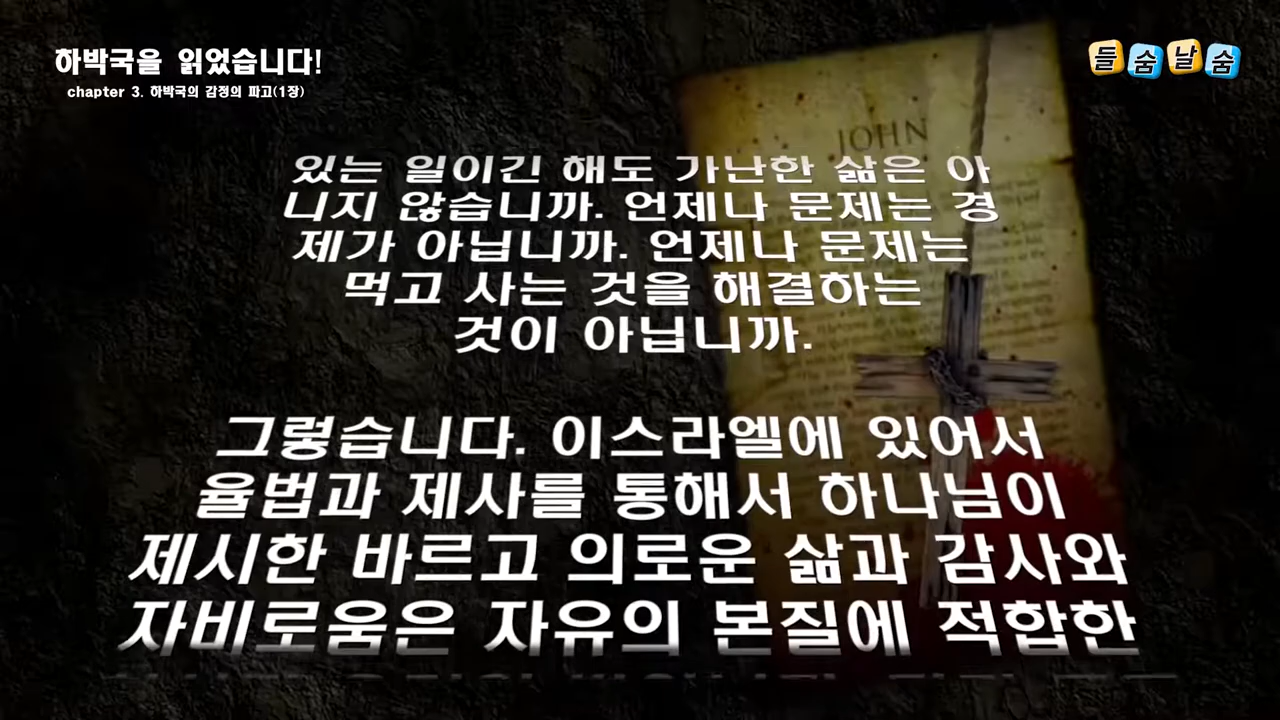 하박국을 읽었습니다!
chapter 3. 하박국의 감정의 파고(1장)
들숨날숨
JOHN
있는 일이긴 해도 가난한 삶은 아
니지 않습니까. 언제나 문제는 경
제가 아닙니까. 언제나 문제는
먹고 사는 것을 해결하는
것이 아닙니까.
그렇습니다. 이스라엘에 있어서
율법과 제사를 통해서 하나님이
제시한 바르고 의로운 삶과 감사와
자비로움은 자유의 본질에 적합한